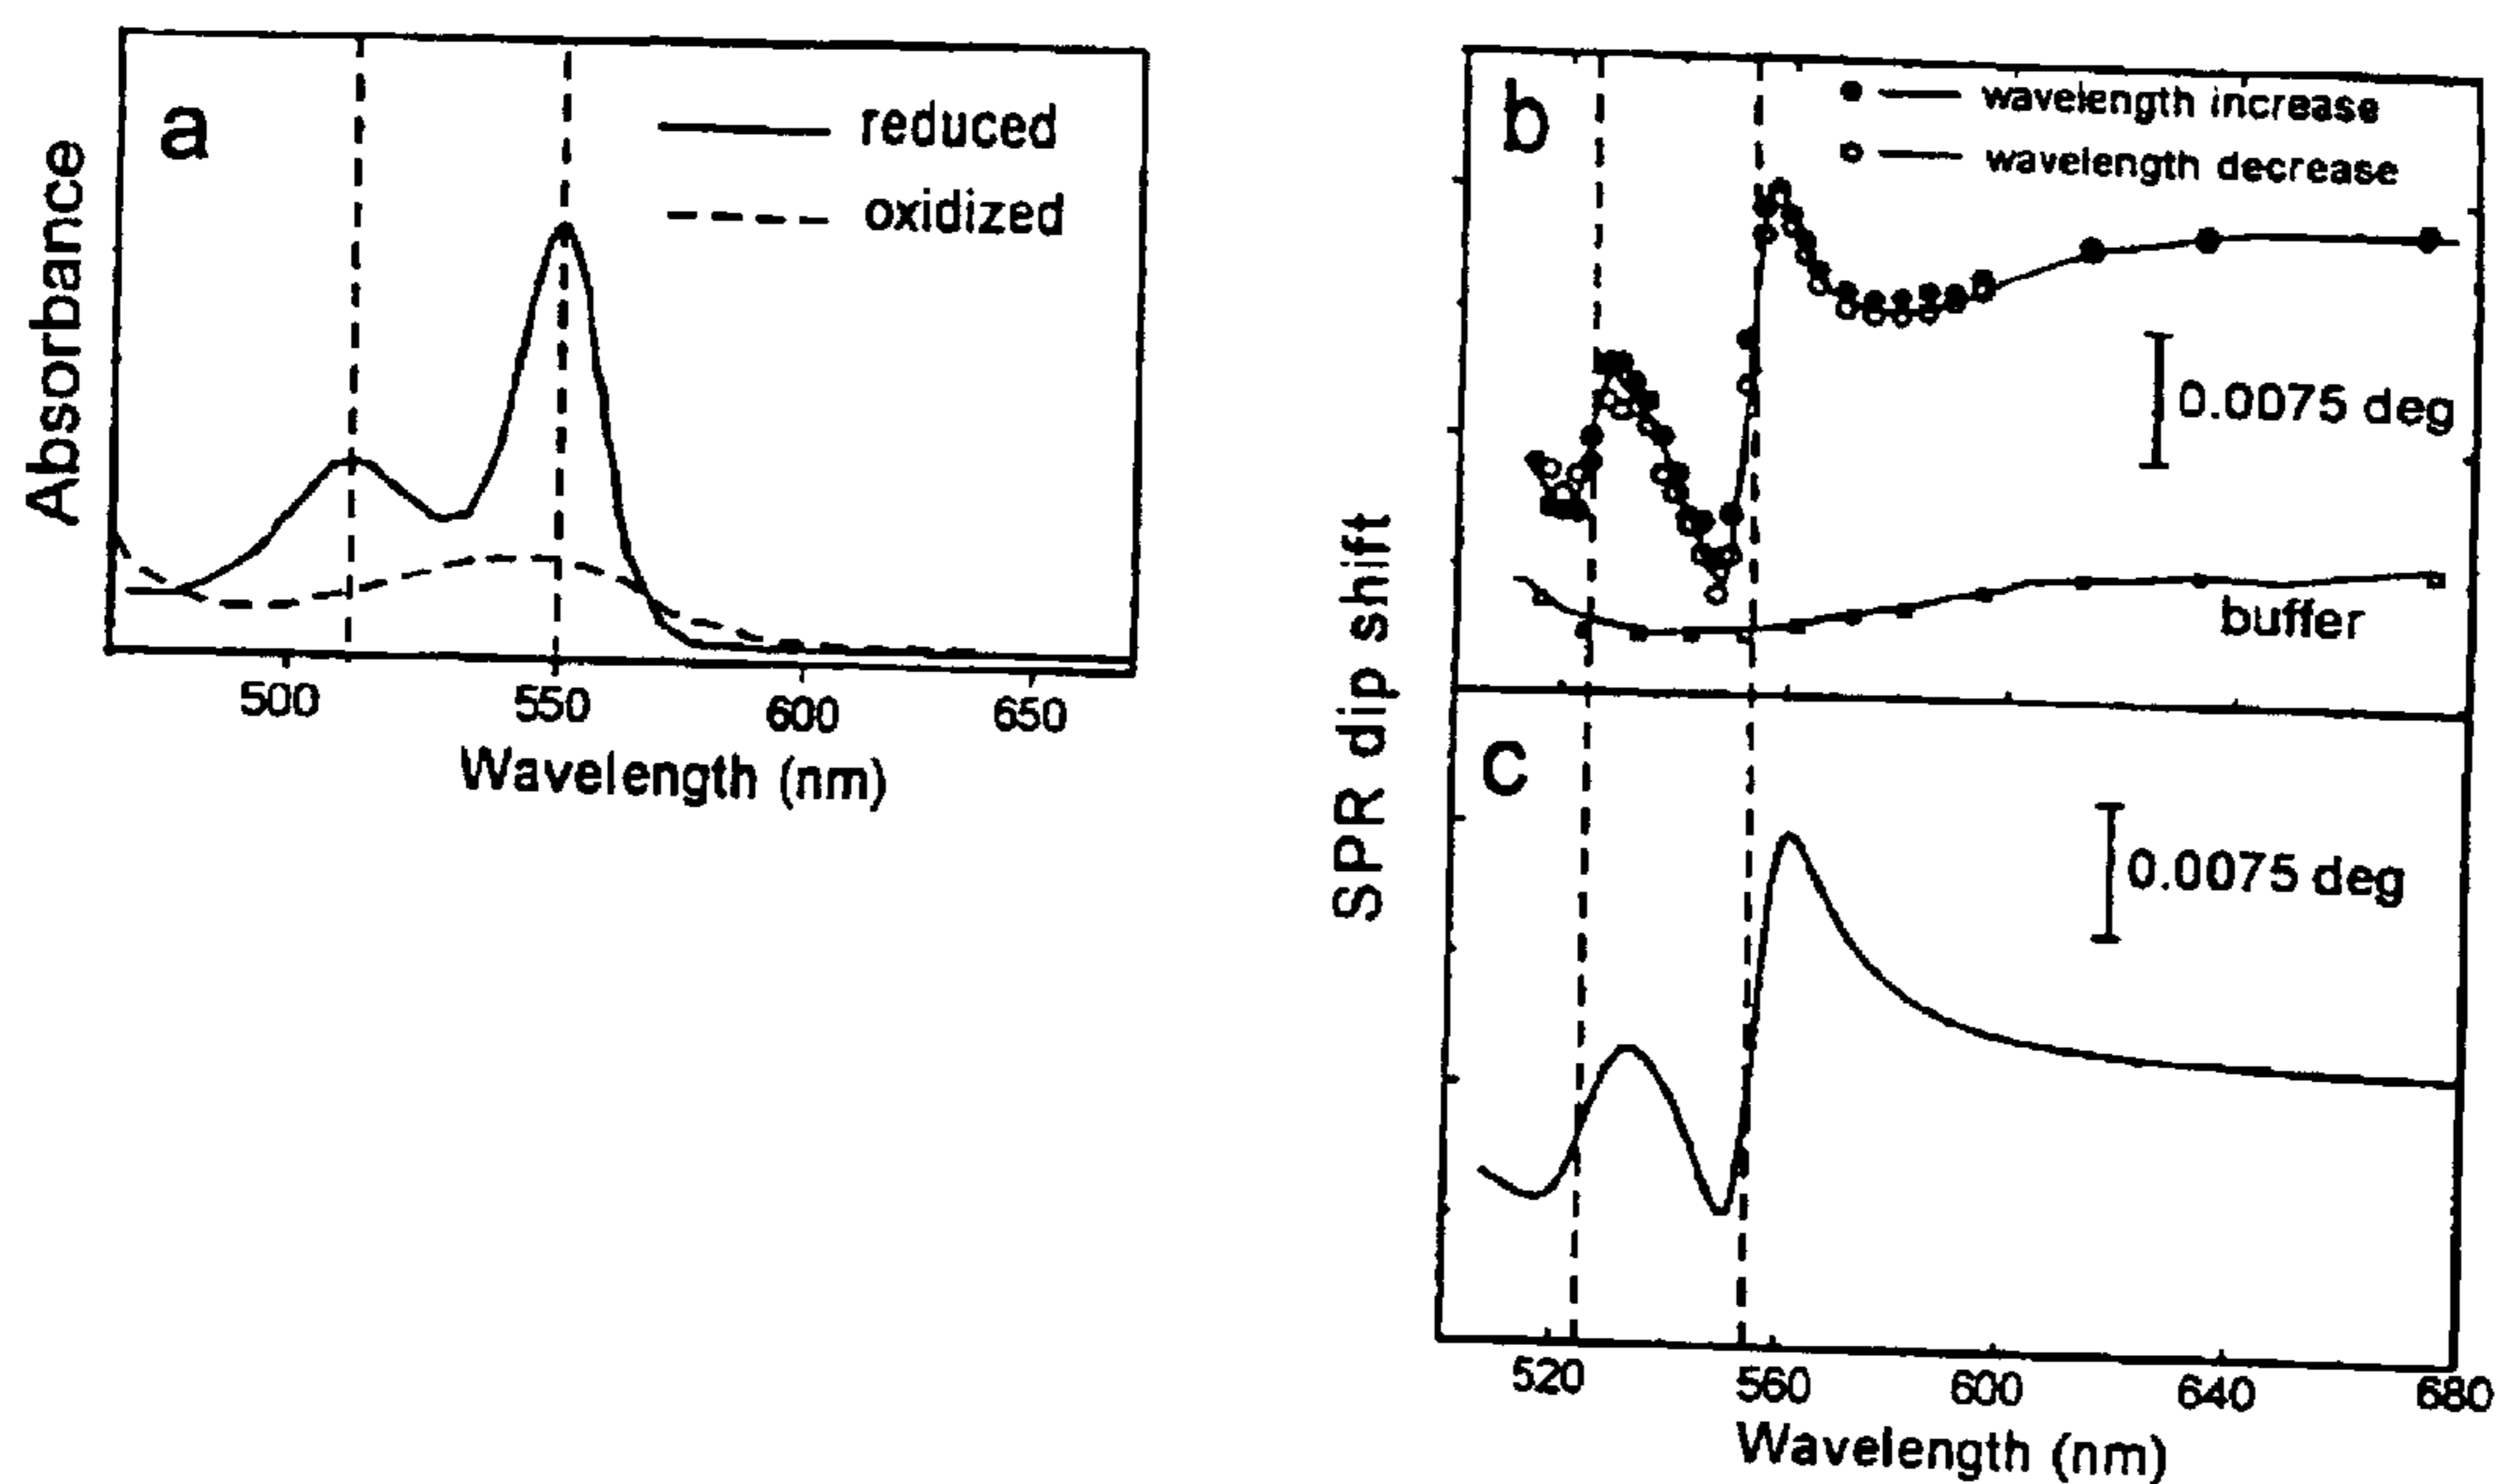 a
reduced
oxidized
Absorbance
500 550 600 650
Wavelength (nm)
b
wavelength increase
wavelength decrease
0.0075 deg
buffer
SPR dip shift
c
0.0075 deg
520 560 600 640 680
Wavelength (nm)